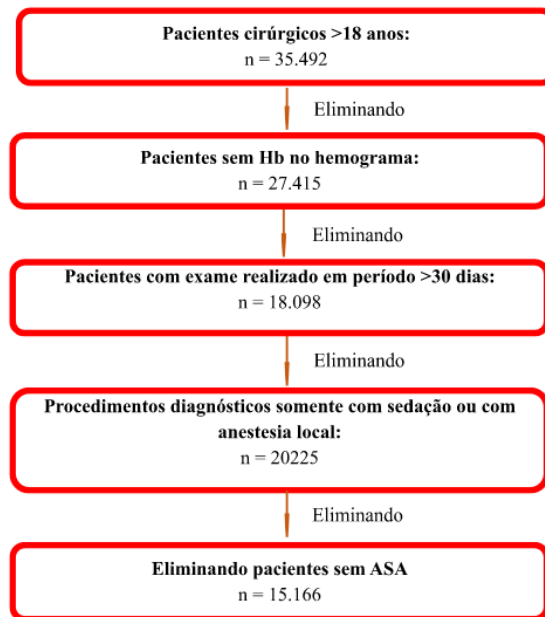 Pacientes cirúrgicos >18 anos:
n = 35.492
Eliminando
Pacientes sem Hb no hemograma:
n = 27.415
Eliminando
Pacientes com exame realizado em período >30 dias:
n = 18.098
Eliminando
Procedimentos diagnósticos somente com sedação ou com
anestesia local:
n = 20225
Eliminando
Eliminando pacientes sem ASA
n = 15.166